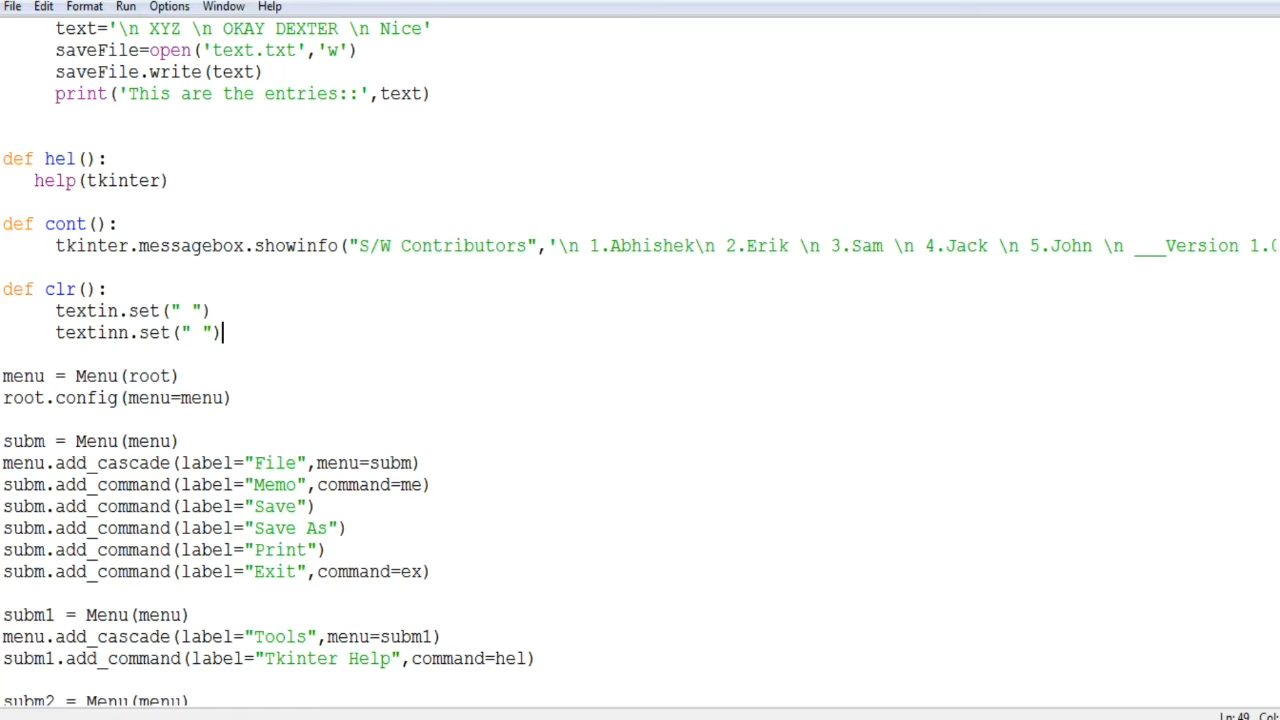 File Edit Format Run Options Window Help
text='\n XYZ \n OKAY DEXTER \n Nice'
saveFile=open('text.txt','w')
saveFile.write(text)
print('This are the entries::',text)
def hel():
help(tkinter)
def cont():
tkinter.messagebox.showinfo("S/W Contributors",'\n 1.Abhishek\n 2.Erik \n 3.Sam \n 4.Jack \n 5.John \n ___Version 1.
def clr():
textin.set(" ")
textinn.set(" ")
menu = Menu(root)
root.config(menu=menu)
subm = Menu(menu)
menu.add_cascade(label="File",menu=subm)
subm.add_command(label="Memo",command=me)
subm.add_command(label="Save")
subm.add_command(label="Save As")
subm.add_command(label="Print")
subm.add_command(label="Exit",command=ex)
subm1 = Menu(menu)
menu.add_cascade(label="Tools",menu=subm1)
subm1.add_command(label="Tkinter Help",command=hel)
subm2 = Menu(menu)
Ln: 49 Col: